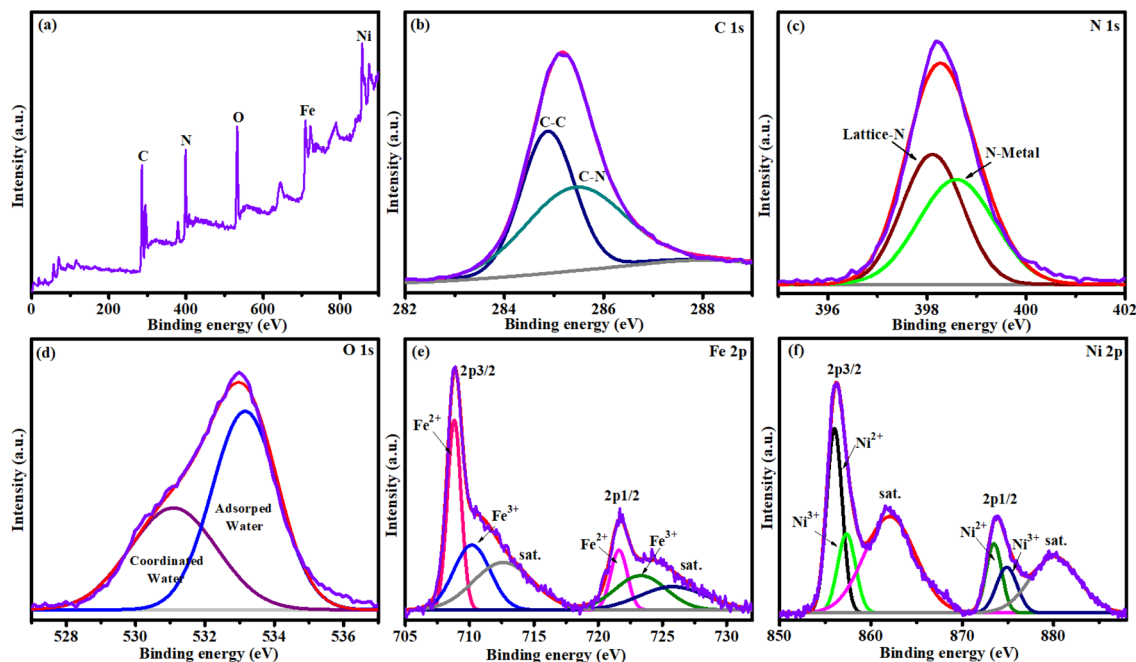 (a)
Ni
Fe
O
N
C
Intensity (a.u.)
0 200 400 600 800
Binding energy (eV)
(b)
C 1s
C-C
C-N
Intensity (a.u.)
282 284 286 288
Binding energy (eV)
(c)
N 1s
Lattice-N
N-Metal
Intensity (a.u.)
396 398 400 402
Binding energy (eV)
(d)
O 1s
Adsorped
Water
Coordinated
Water
Intensity (a.u.)
528 531 534 537
Binding energy (eV)
(e)
Fe 2p
2p3/2
Fe2+
Fe3+
sat.
2p1/2
Fe2+
Fe3+
sat.
Intensity (a.u.)
705 710 715 720 725 730
Binding energy (eV)
(f)
Ni 2p
2p3/2
Ni2+
Ni3+
sat.
2p1/2
Ni2+
Ni3+
sat.
Intensity (a.u.)
850 860 870 880
Binding energy (eV)